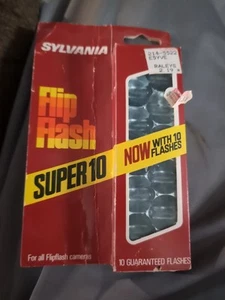 SYLVANIA
Flip
flash
SUPER 10
NOW WITH 10
FLASHES
For all Flipflash cameras
10 GUARANTEED FLASHES